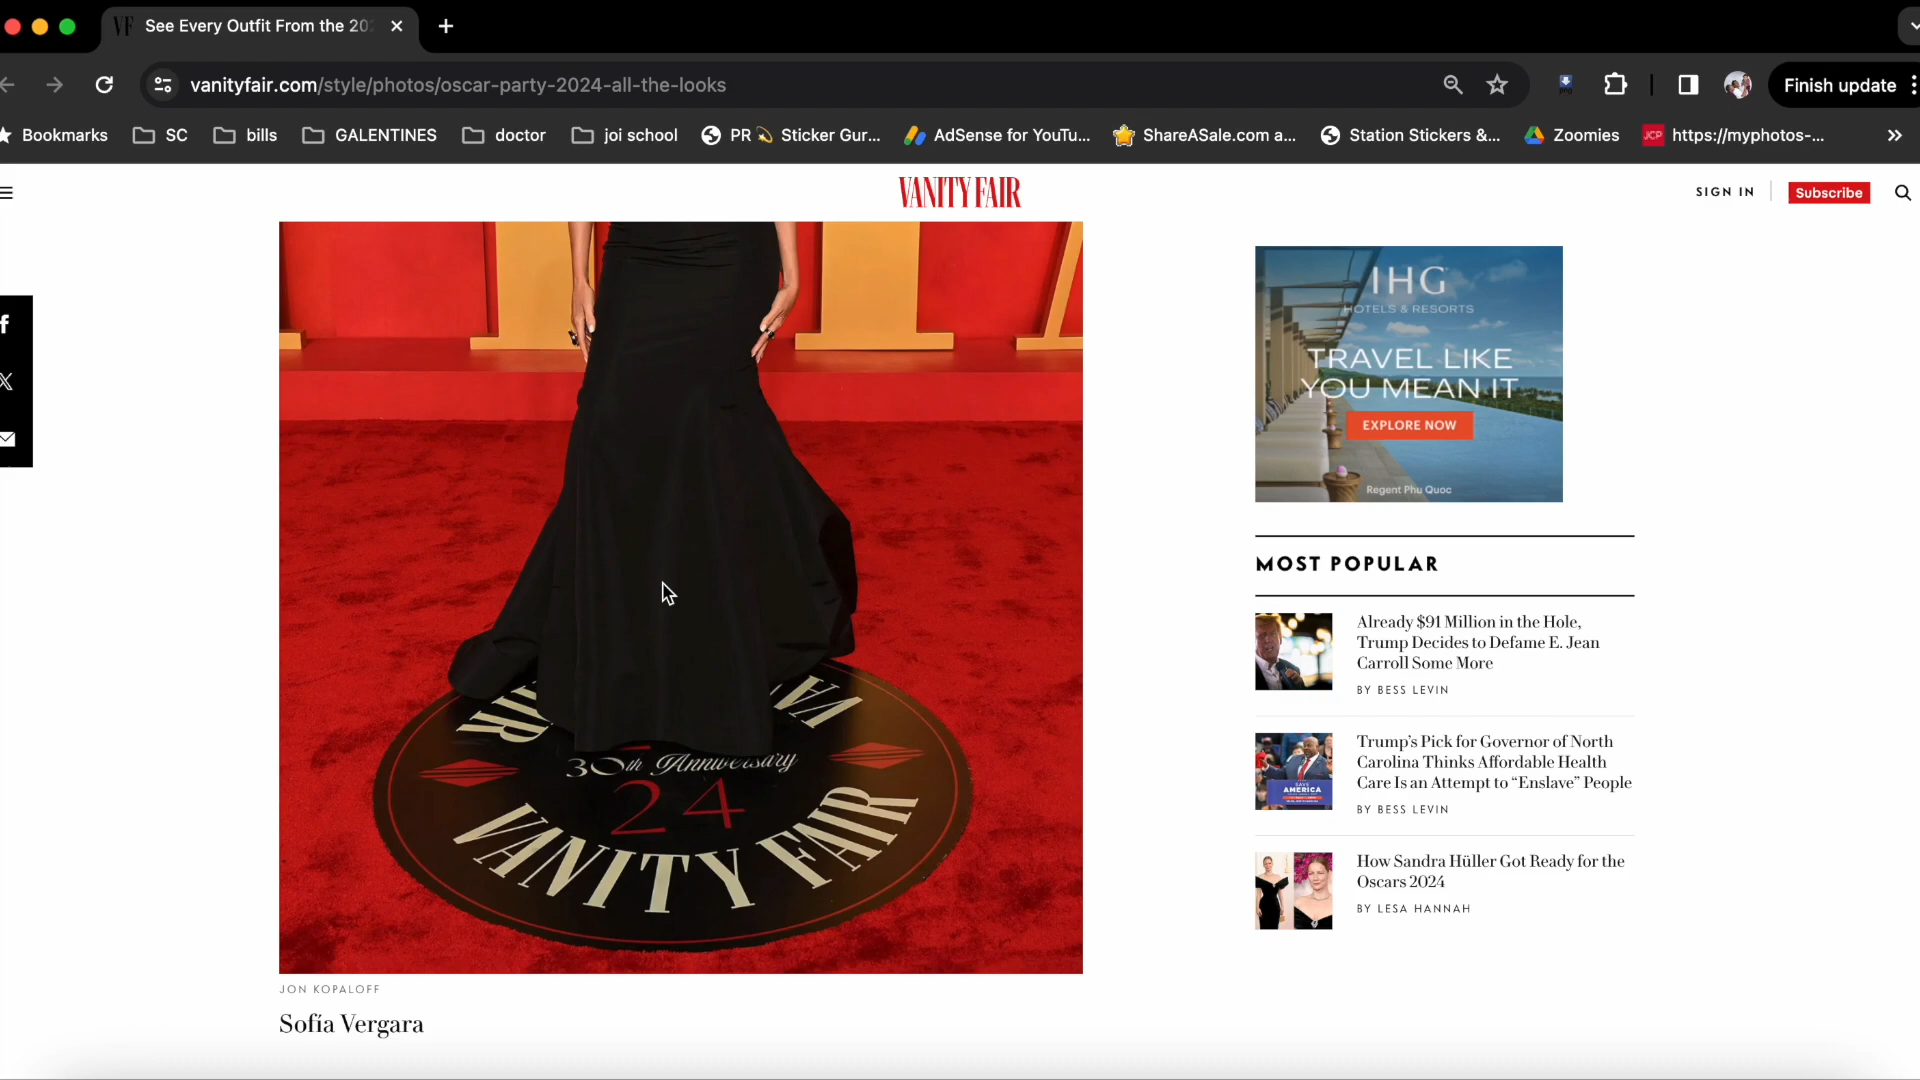 VF See Every Outfit From the 202
vanityfair.com/style/photos/oscar-party-2024-all-the-looks
Finish update
Bookmarks SC bills GALENTINES doctor joi school PR Sticker Gur... AdSense for YouTu... ShareASale.com a... Station Stickers &... Zoomies JCP https://myphotos-...
VANITY FAIR
SIGN IN
Subscribe
IHG
HOTELS & RESORTS
TRAVEL LIKE
YOU MEAN IT
EXPLORE NOW
Regent Phu Quoc
30th Anniversary
24
VANITY FAIR
MOST POPULAR
Already $91 Million in the Hole,
Trump Decides to Defame E. Jean
Carroll Some More
BY BESS LEVIN
SAVE
AMERICA
Trump's Pick for Governor of North
Carolina Thinks Affordable Health
Care Is an Attempt to “Enslave” People
BY BESS LEVIN
How Sandra Hüller Got Ready for the
Oscars 2024
BY LESA HANNAH
JON KOPALOFF
Sofía Vergara